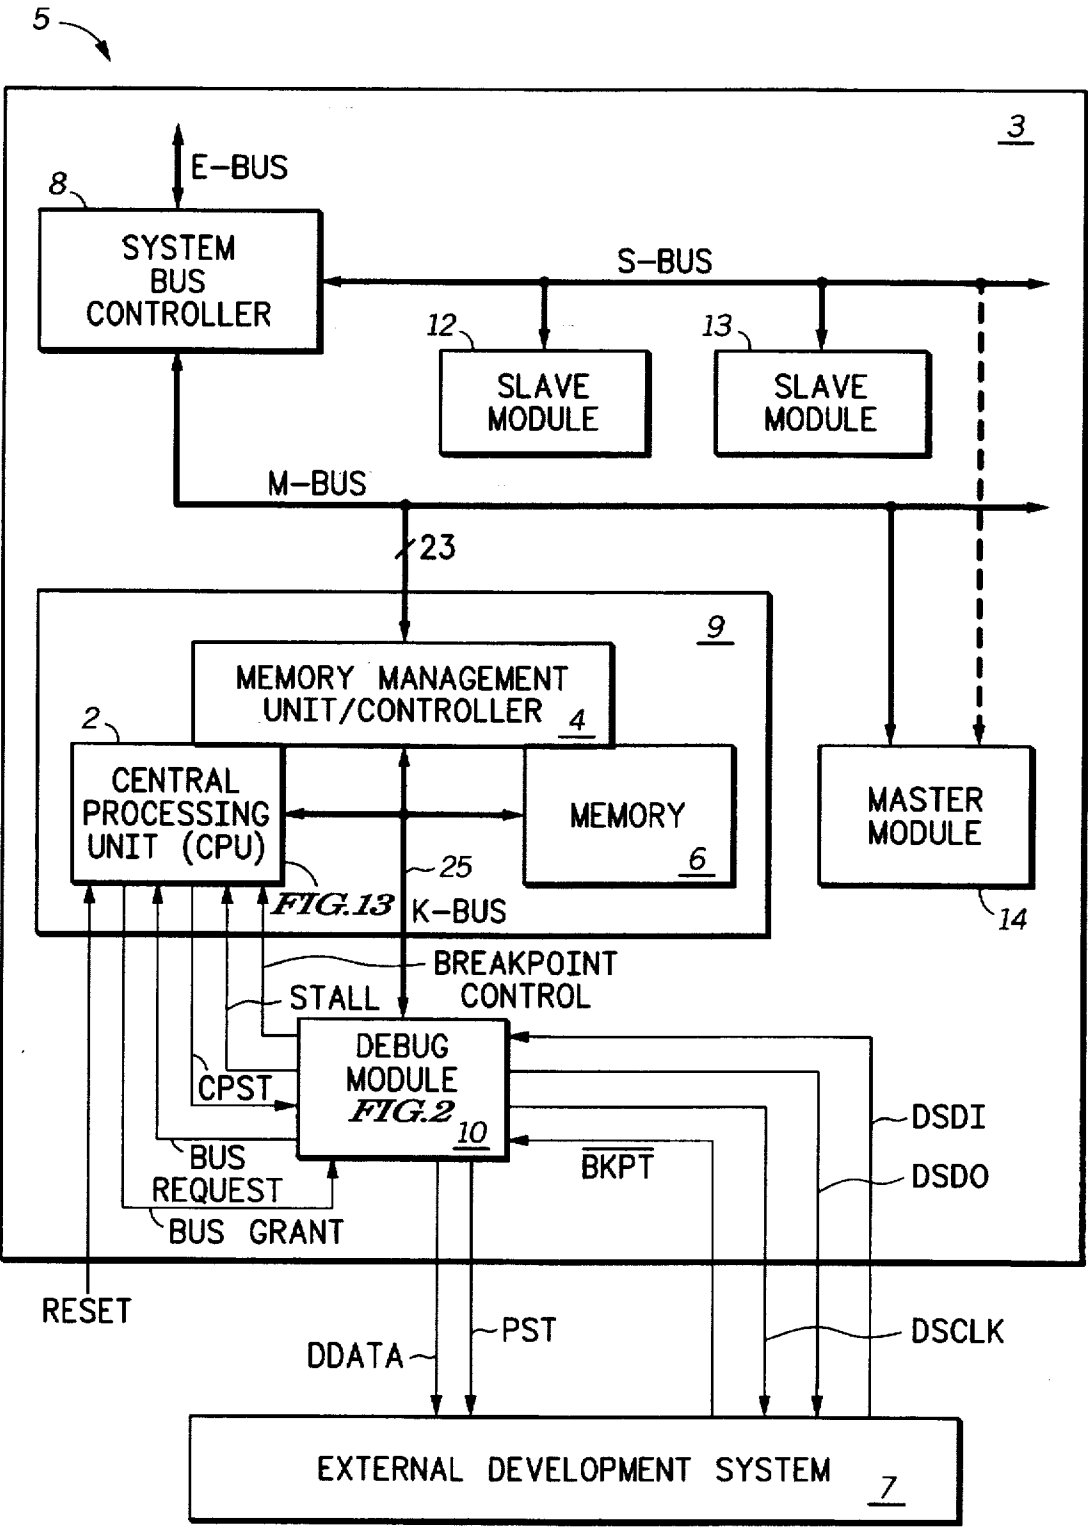 5
3
E-BUS
8
SYSTEM
BUS
CONTROLLER
S-BUS
12
SLAVE
MODULE
13
SLAVE
MODULE
M-BUS
23
9
MEMORY MANAGEMENT
UNIT/CONTROLLER
4
2
CENTRAL
PROCESSING
UNIT (CPU)
MEMORY
6
MASTER
MODULE
14
25
FIG.13
K-BUS
BREAKPOINT
CONTROL
STALL
CPST
DEBUG
MODULE
FIG.2
10
BUS
REQUEST
BUS GRANT
BKPT
DSDI
DSDO
RESET
DDATA
PST
DSCLK
EXTERNAL DEVELOPMENT SYSTEM
7